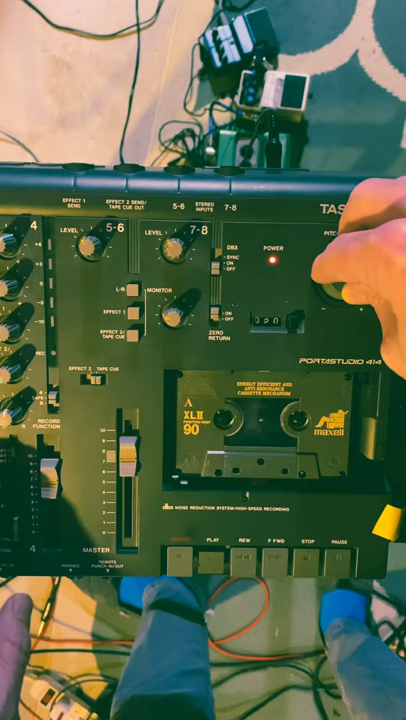 EFFECT 1 SEND
EFFECT 2 SEND/ TAPE CUE OUT
5-6
STEREO INPUTS
7-8
TAS
4
LEVEL
5-6
LEVEL
7-8
DBX
SYNC
ON
OFF
POWER
PITC
L-R
MONITOR
EFFECT 1
EFFECT 2/
TAPE CUE
ON
OFF
ZERO
RETURN
PORTASTUDIO 414
EFFECT 2
TAPE CUE
REC
RECORD
FUNCTION
ENERGY EFFICIENT AND
ANTI-RESONANCE
CASSETTE MECHANISM
A
XLII
90
maxell
dbx NOISE REDUCTION SYSTEM/HIGH-SPEED RECORDING
10
4
MASTER
PHONES
REMOTE
PUNCH IN/OUT
PLAY
REW
F FWD
STOP
PAUSE